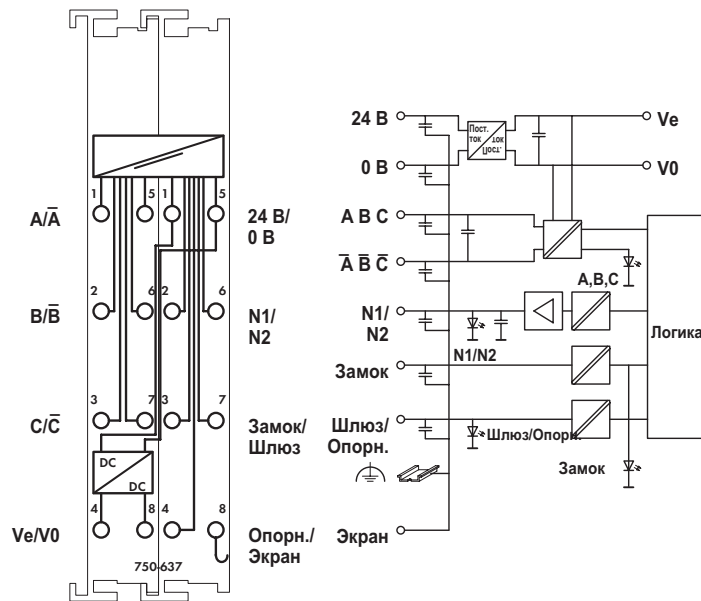 1
5
1
5
A/A̅
24 В/
0 В
2
6
2
6
B/B̅
N1/
N2
3
7
3
7
C/C̅
Замок/
Шлюз
DC
DC
4
8
4
8
Ve/V0
Опорн./
Экран
750-637
24 В
Пост.
ток
ток
Пост.
Ve
0 В
V0
A B C
A̅ B̅ C̅
A,B,C
N1/
N2
N1/N2
Логика
Замок
Шлюз/
Опорн.
Шлюз/Опорн.
Замок
Экран